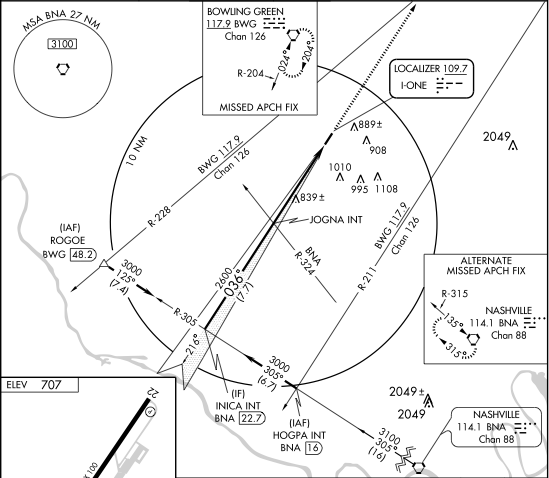 MSA BNA 27 NM
3100
BOWLING GREEN
117.9 BWG
Chan 126
R-204
024°
204°
MISSED APCH FIX
LOCALIZER 109.7
I-ONE
10 NM
BWG 117.9
Chan 126
R-228
889±
908
2049
1010
995
1108
839±
JOGNA INT
BNA
R-324
BWG 117.9
Chan 126
R-211
(IAF)
ROGOE
BWG 48.2
3000
125°
(7.4)
R-305
2600
036°
(7.7)
216°
ALTERNATE
MISSED APCH FIX
R-315
135°
315°
NASHVILLE
114.1 BNA
Chan 88
3000
305°
(6.7)
(IF)
INICA INT
BNA 22.7
(IAF)
HOGPA INT
BNA 16
2049±
2049
3100
305°
(16)
NASHVILLE
114.1 BNA
Chan 88
ELEV 707
22
X 100